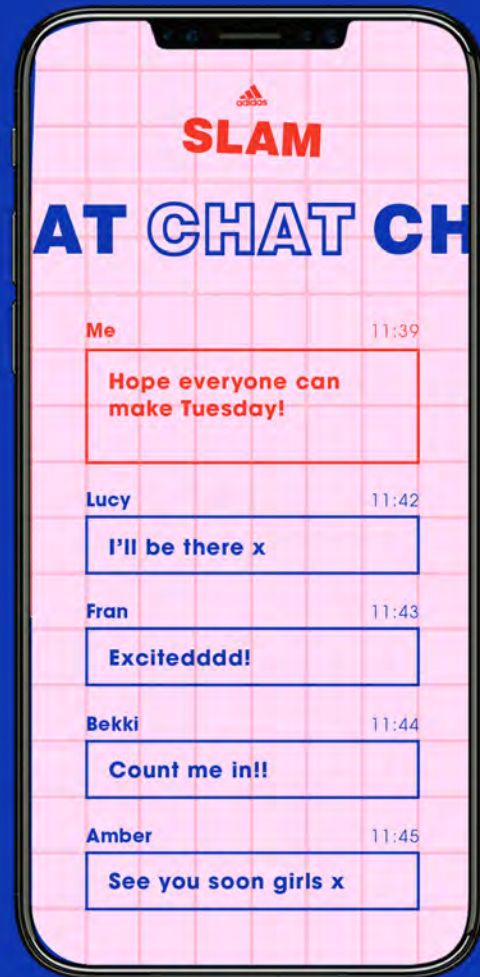 adidas
SLAM
AT CHAT CH
Me 11:39
Hope everyone can
make Tuesday!
Lucy 11:42
I'll be there x
Fran 11:43
Excitedddd!
Bekki 11:44
Count me in!!
Amber 11:45
See you soon girls x